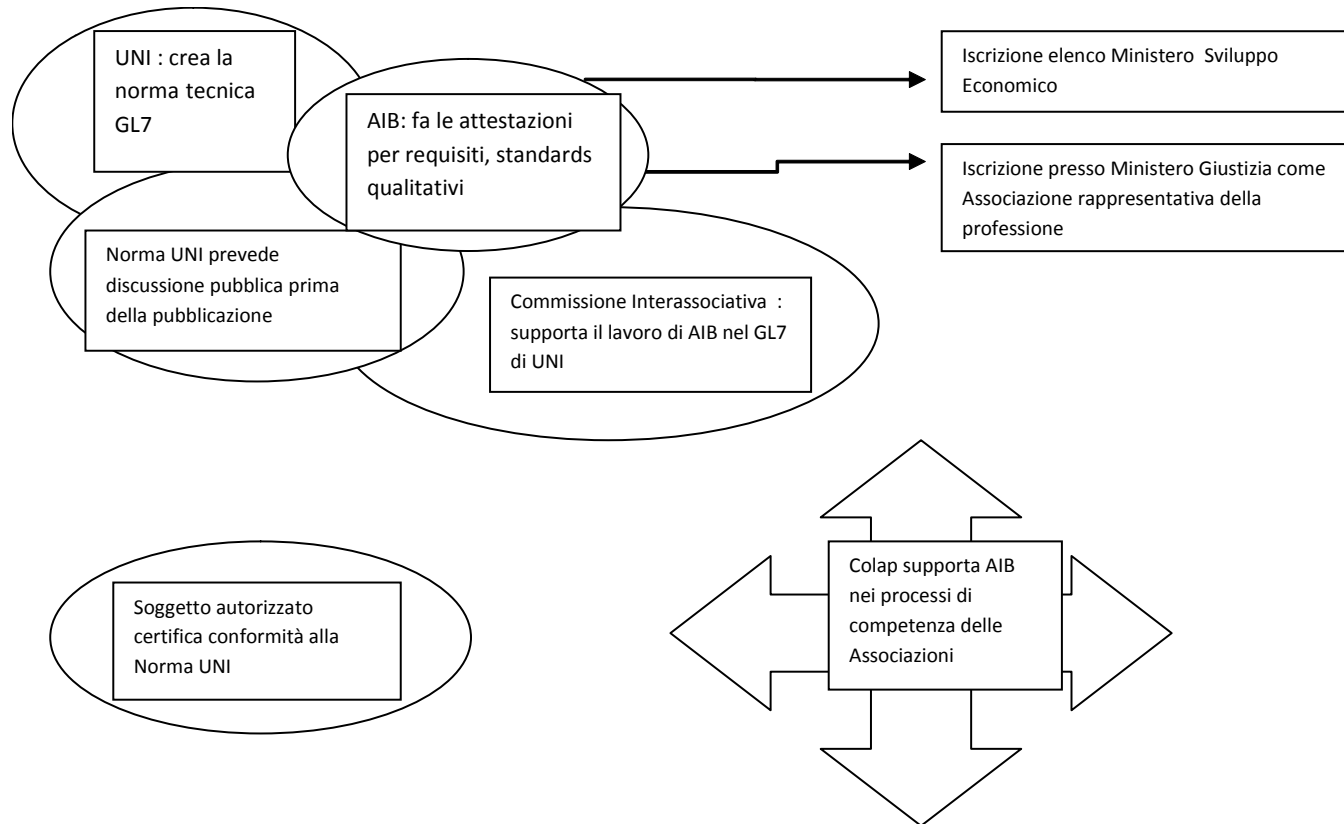 UNI : crea la
norma tecnica
GL7
AIB: fa le attestazioni
per requisiti, standards
qualitativi
Iscrizione elenco Ministero Sviluppo
Economico
Iscrizione presso Ministero Giustizia come
Associazione rappresentativa della
professione
Norma UNI prevede
discussione pubblica prima
della pubblicazione
Commissione Interassociativa :
supporta il lavoro di AIB nel GL7
di UNI
Soggetto autorizzato
certifica conformità alla
Norma UNI
Colap supporta AIB
nei processi di
competenza delle
Associazioni